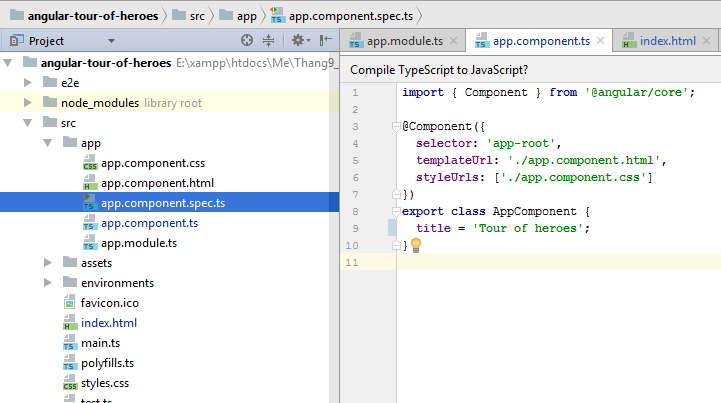 angular-tour-of-heroes src app app.component.spec.ts
Project
app.module.ts app.component.ts index.html
angular-tour-of-heroes E:\xampp\htdocs\Me\Thang9_
e2e
node_modules library root
src
app
app.component.css
app.component.html
app.component.spec.ts
app.component.ts
app.module.ts
assets
environments
favicon.ico
index.html
main.ts
polyfills.ts
styles.css
test.ts
Compile TypeScript to JavaScript?
1 import { Component } from '@angular/core';
2
3 @Component({
4 selector: 'app-root',
5 templateUrl: './app.component.html',
6 styleUrls: ['./app.component.css']
7 })
8 export class AppComponent {
9 title = 'Tour of heroes';
10 }
11